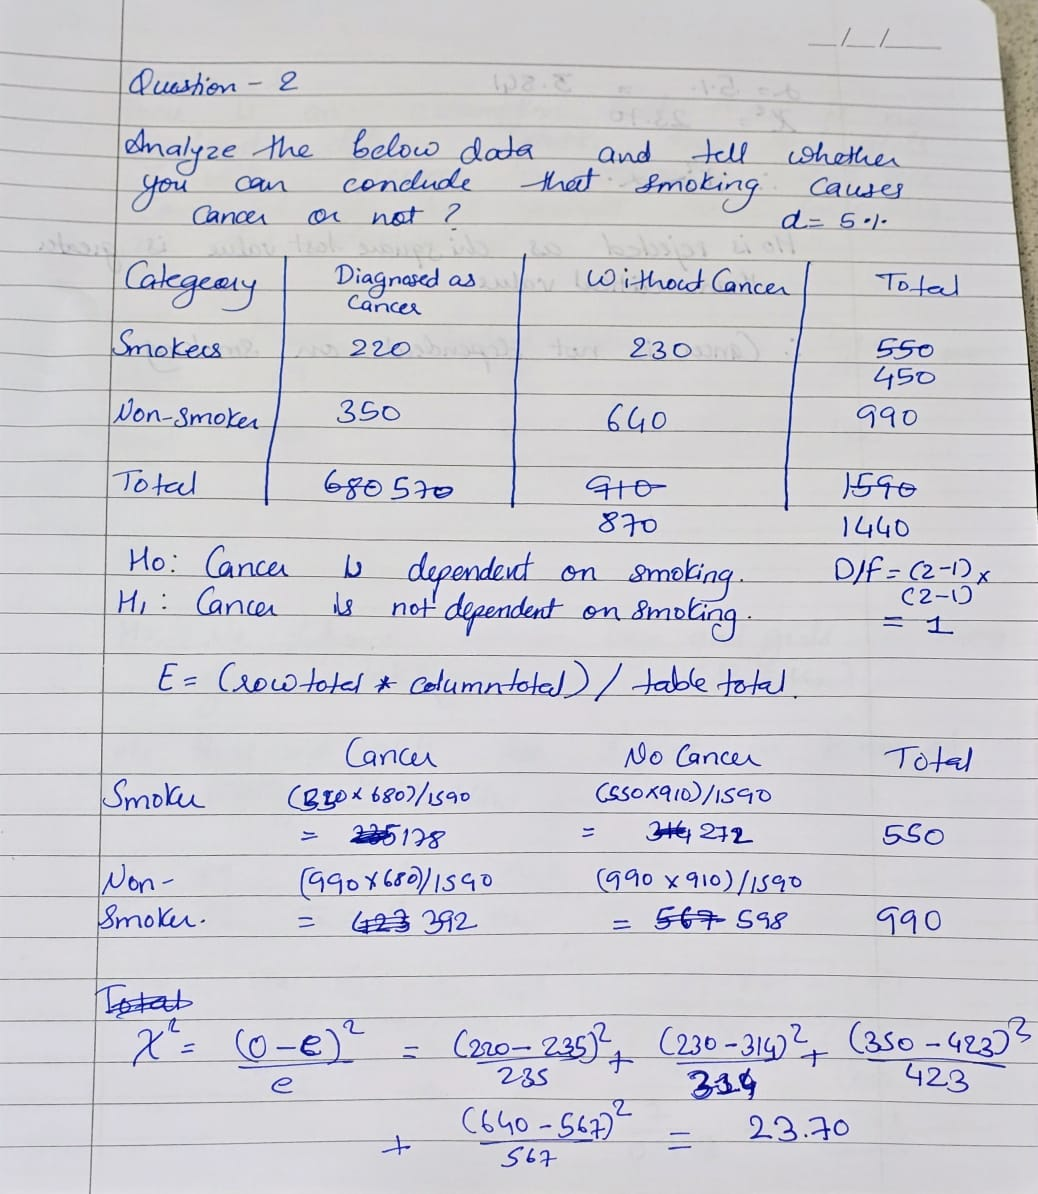 _/_/_
Question - 2
Analyze the below data and tell whether
you can conclude that smoking causes
Cancer or not ? d= 5%
Categeory Diagnosed as Cancer Without Cancer Total
Smokers 220 230 550
450
Non-Smoker 350 640 990
Total 680 570 910 1590
870 1440
Ho: Cancer is dependent on smoking. D/f = (2-1) x
H1: Cancer is not dependent on smoking. (2-1)
= 1
E = (row total * column total) / table total.
Cancer No Cancer Total
Smoker (550 x 680)/1590 (550x910)/1590
= 235 178 = 314 272 550
Non- (990 x 680)/1590 (990 x 910)/1590
Smoker. = 423 392 = 567 598 990
Total
χ² = (o-e)²/e = (220-235)²/235 + (230-314)²/314 + (350-423)²/423
+ (640-567)²/567 = 23.70